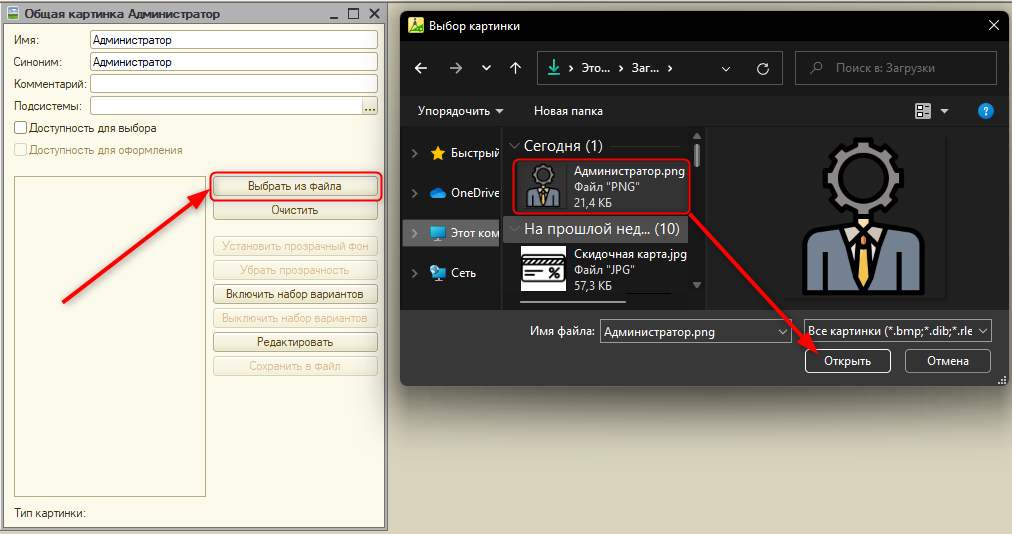 Общая картинка Администратор
Имя: Администратор
Синоним: Администратор
Комментарий:
Подсистемы: ...
Доступность для выбора
Доступность для оформления
Выбрать из файла
Очистить
Установить прозрачный фон
Убрать прозрачность
Включить набор вариантов
Выключить набор вариантов
Редактировать
Сохранить в файл
Тип картинки:
Выбор картинки
Это... Заг...
Поиск в: Загрузки
Упорядочить Новая папка ?
Быстрый
OneDrive
Этот ком
Сеть
Сегодня (1)
Администратор.png
Файл "PNG"
21,4 КБ
На прошлой нед... (10)
Скидочная карта.jpg
Файл "JPG"
57,3 КБ
%
Имя файла: Администратор.png Все картинки (*.bmp;*.dib;*.rle
Открыть Отмена